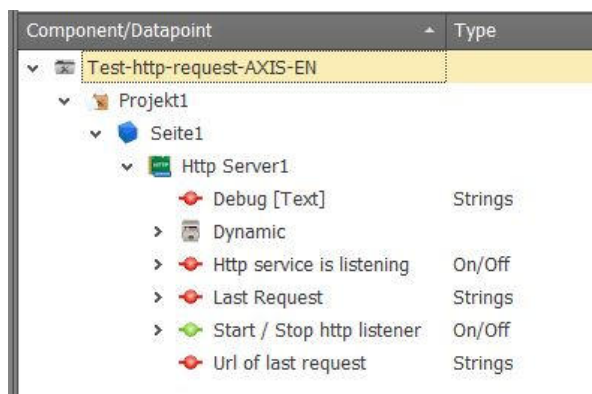 Component/Datapoint Type
Test-http-request-AXIS-EN
Projekt1
Seite1
HTTP Http Server1
Debug [Text] Strings
Dynamic
Http service is listening On/Off
Last Request Strings
Start / Stop http listener On/Off
Url of last request Strings